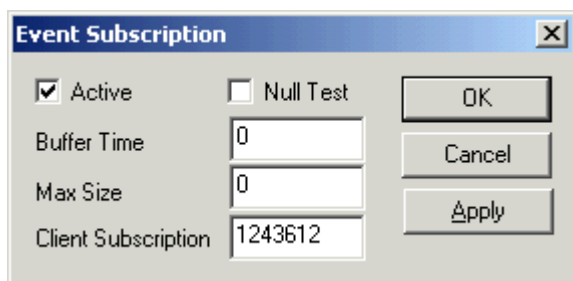 Event Subscription
Active
Null Test
OK
Buffer Time
0
Cancel
Max Size
0
Apply
Client Subscription
1243612